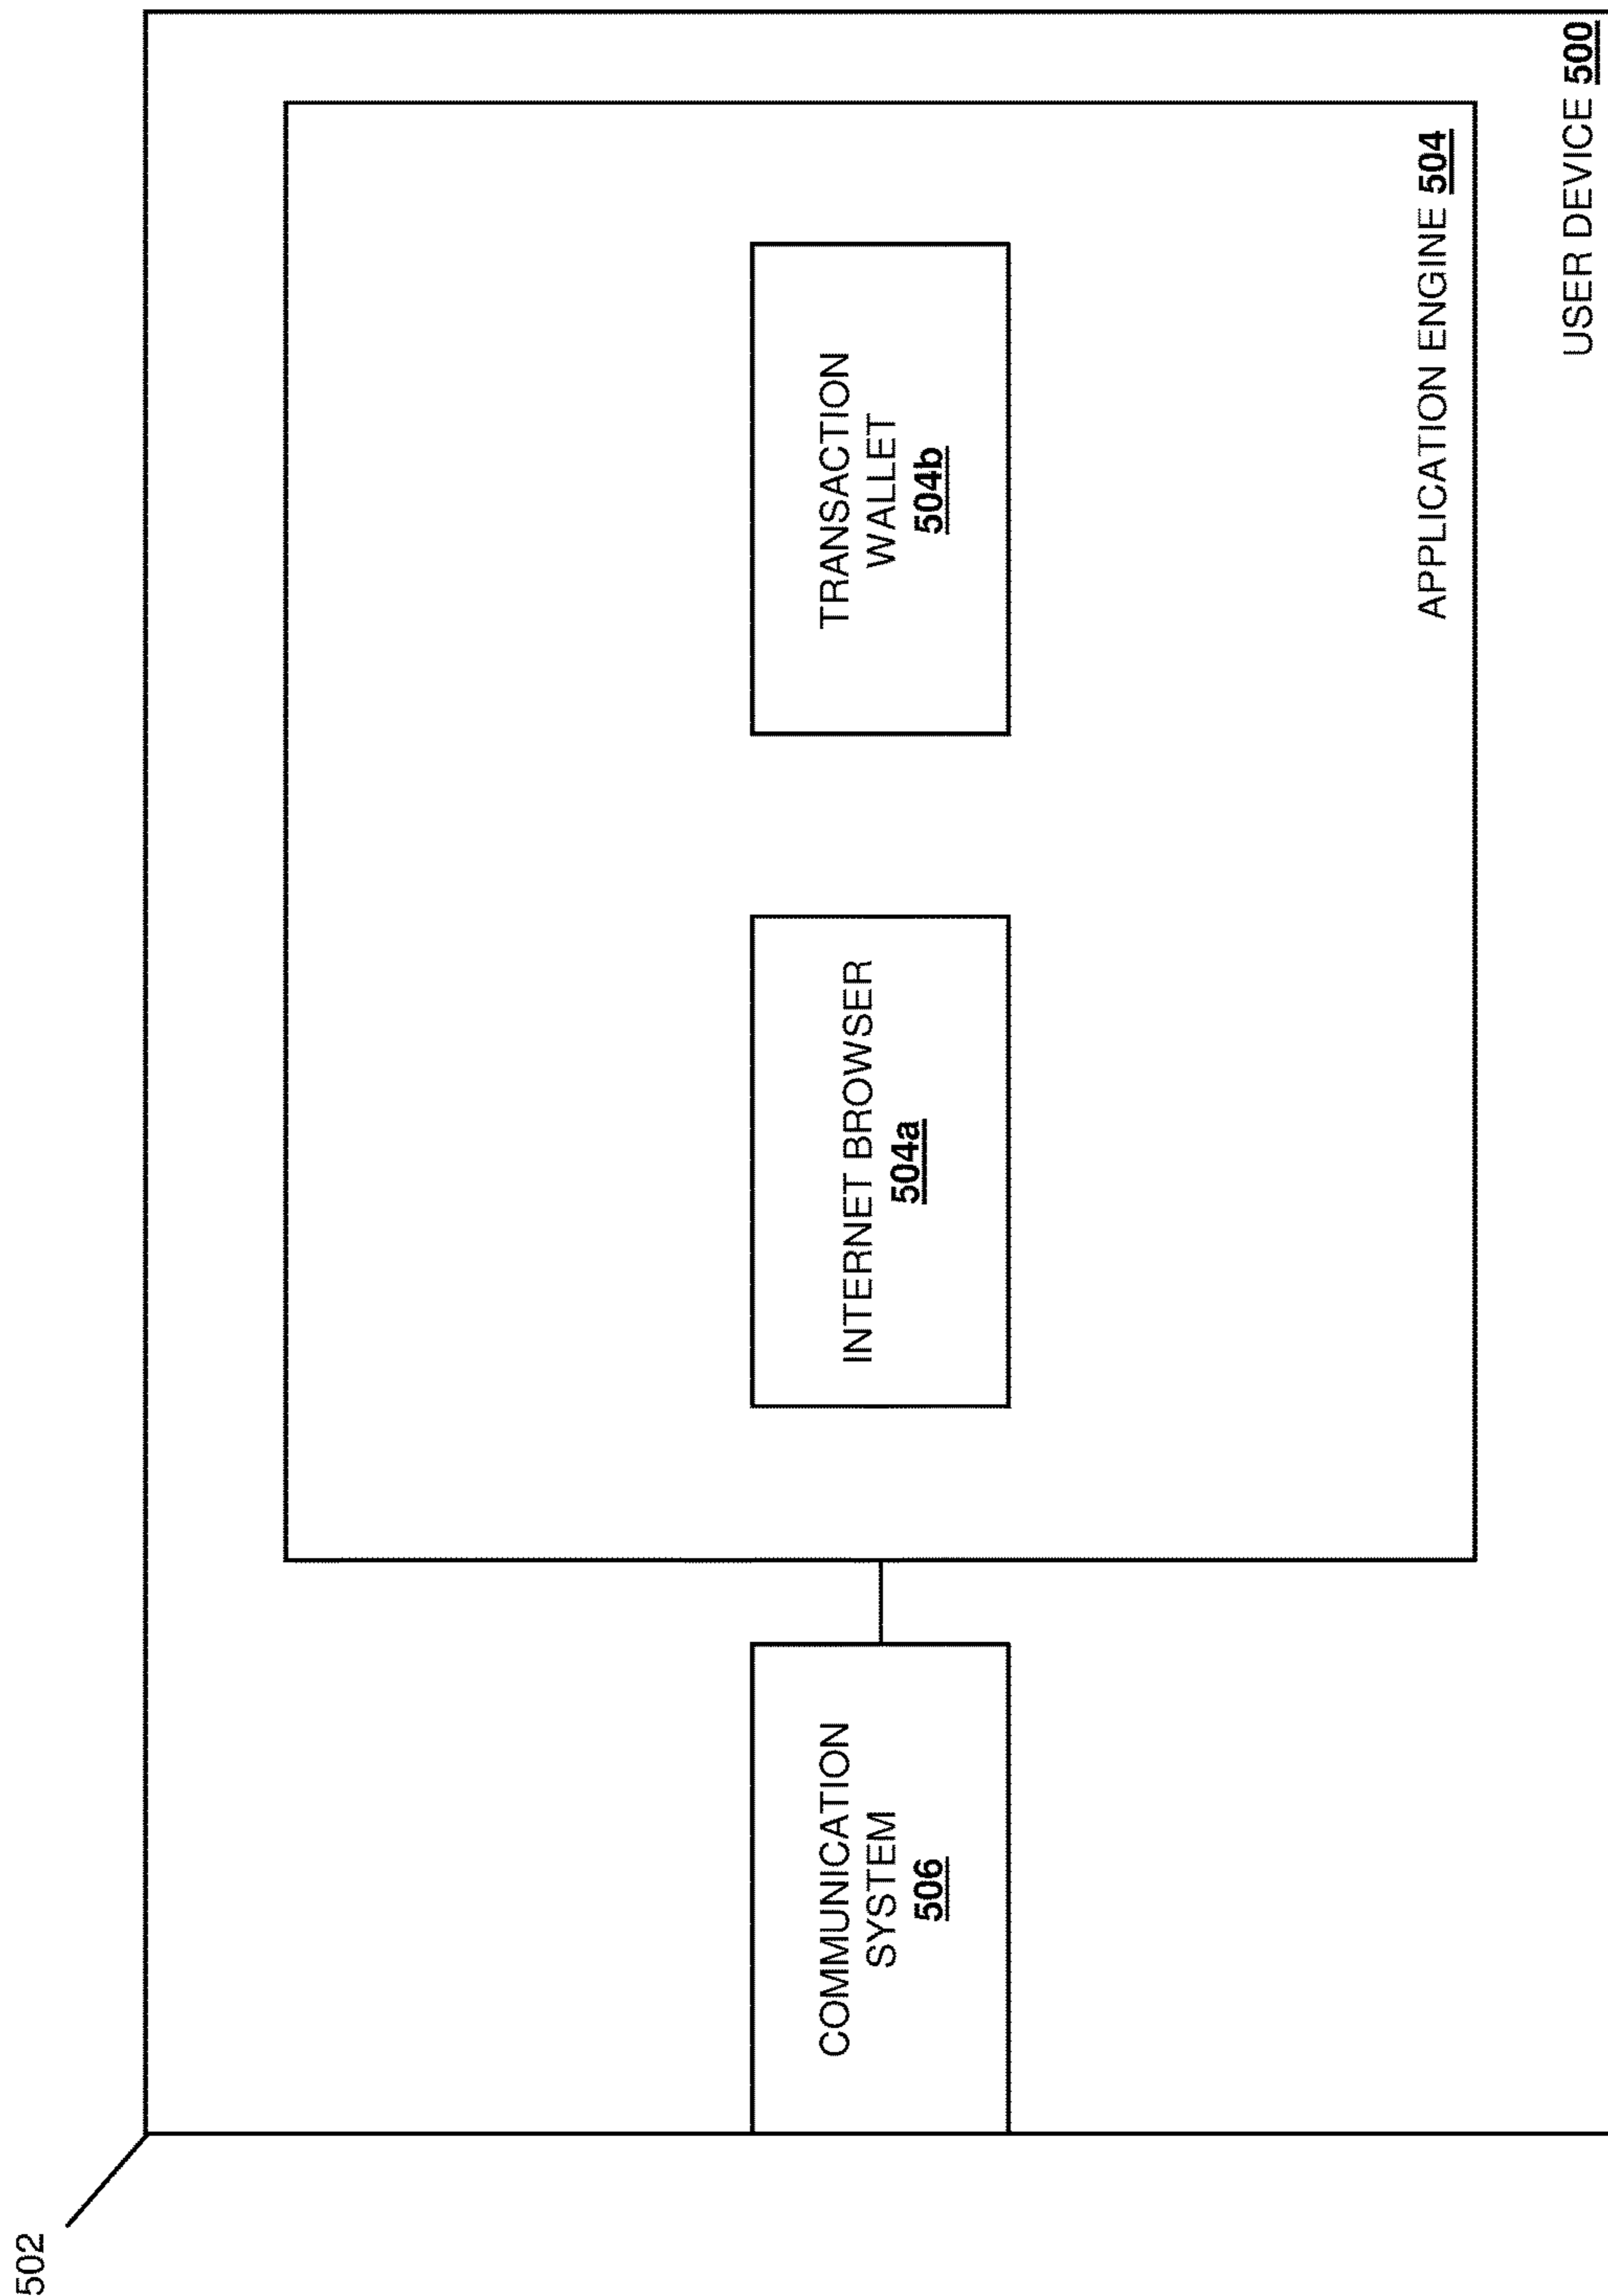 502
COMMUNICATION
SYSTEM
506
INTERNET BROWSER
504a
TRANSACTION
WALLET
504b
APPLICATION ENGINE 504
USER DEVICE 500